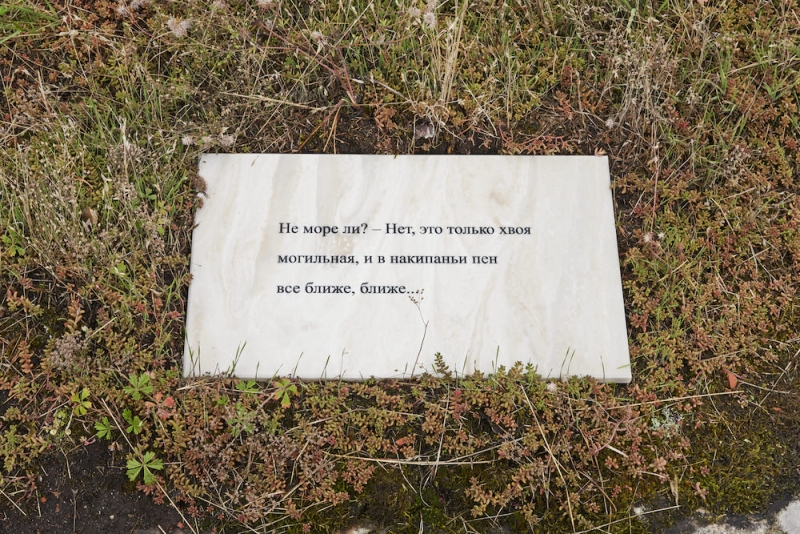 Не море ли? – Нет, это только хвоя
могильная, и в накипаньи пен
все ближе, ближе...